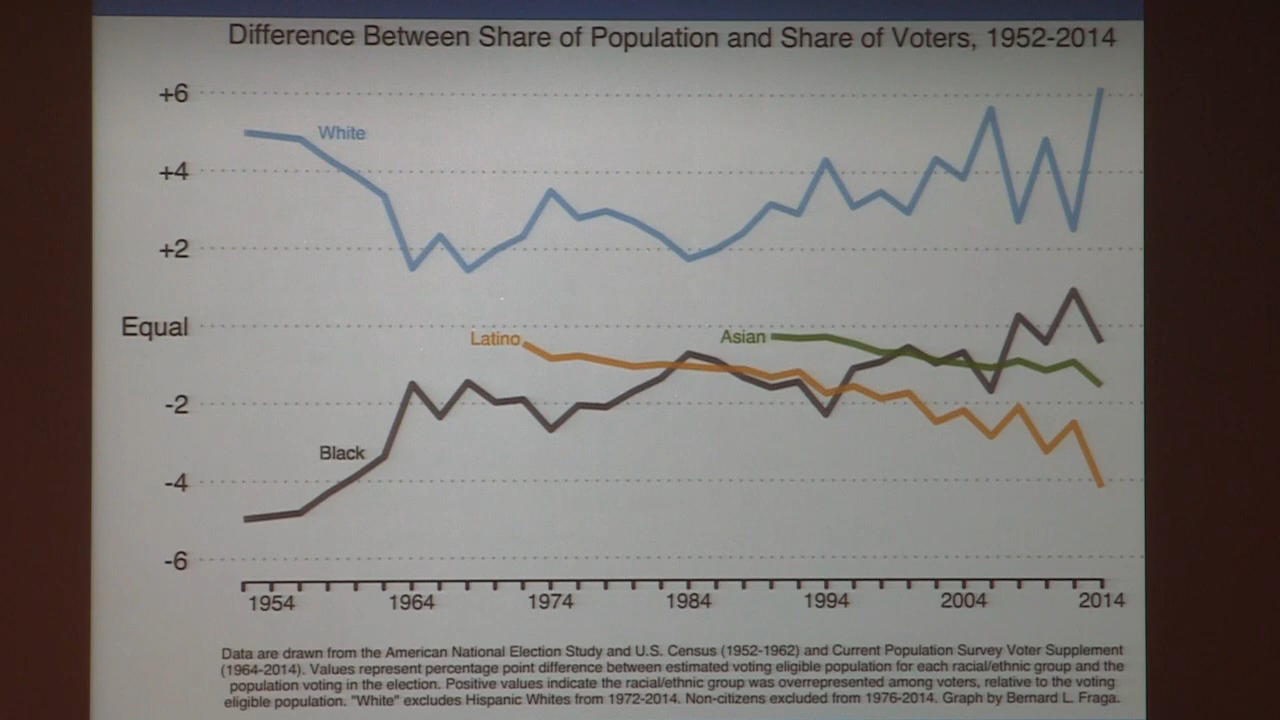 Difference Between Share of Population and Share of Voters, 1952-2014
+6
White
+4
+2
Equal
Latino
Asian
-2
Black
-4
-6
1954 1964 1974 1984 1994 2004 2014
Data are drawn from the American National Election Study and U.S. Census (1952-1962) and Current Population Survey Voter Supplement
(1964-2014). Values represent percentage point difference between estimated voting eligible population for each racial/ethnic group and the
population voting in the election. Positive values indicate the racial/ethnic group was overrepresented among voters, relative to the voting
eligible population. "White" excludes Hispanic Whites from 1972-2014. Non-citizens excluded from 1976-2014. Graph by Bernard L. Fraga.